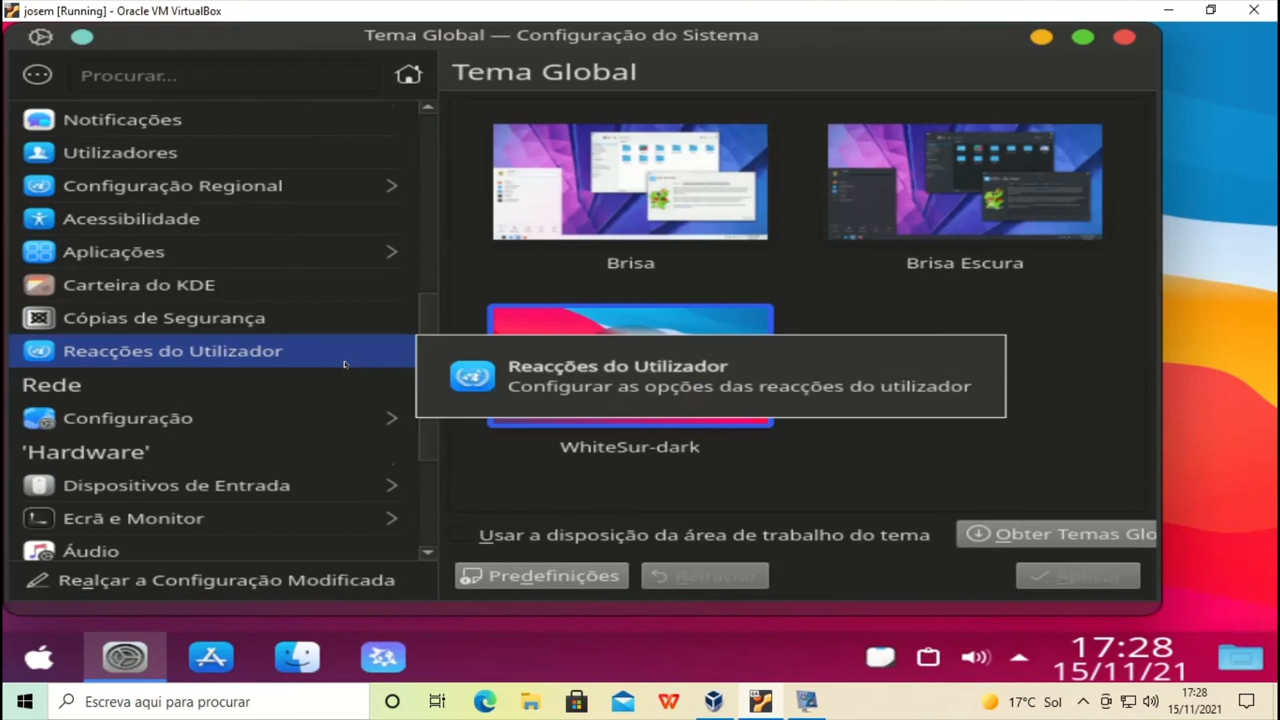 josem [Running] - Oracle VM VirtualBox
Tema Global — Configuração do Sistema
Procurar...
Tema Global
Notificações
Utilizadores
Configuração Regional
Acessibilidade
Aplicações
Carteira do KDE
Cópias de Segurança
Reacções do Utilizador
Rede
Configuração
'Hardware'
Dispositivos de Entrada
Ecrã e Monitor
Áudio
Realçar a Configuração Modificada
Brisa
Brisa Escura
Reacções do Utilizador
Configurar as opções das reacções do utilizador
WhiteSur-dark
Usar a disposição da área de trabalho do tema
Obter Temas Glo
Predefinições
Reiniciar
Aplicar
17:28
15/11/21
Escreva aqui para procurar
17°C Sol
17:28
15/11/2021